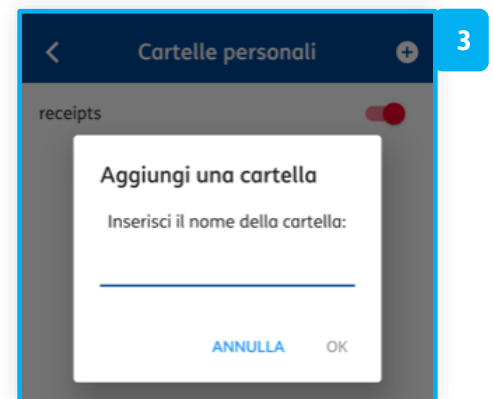 Cartelle personali
3
receipts
Aggiungi una cartella
Inserisci il nome della cartella:
ANNULLA OK